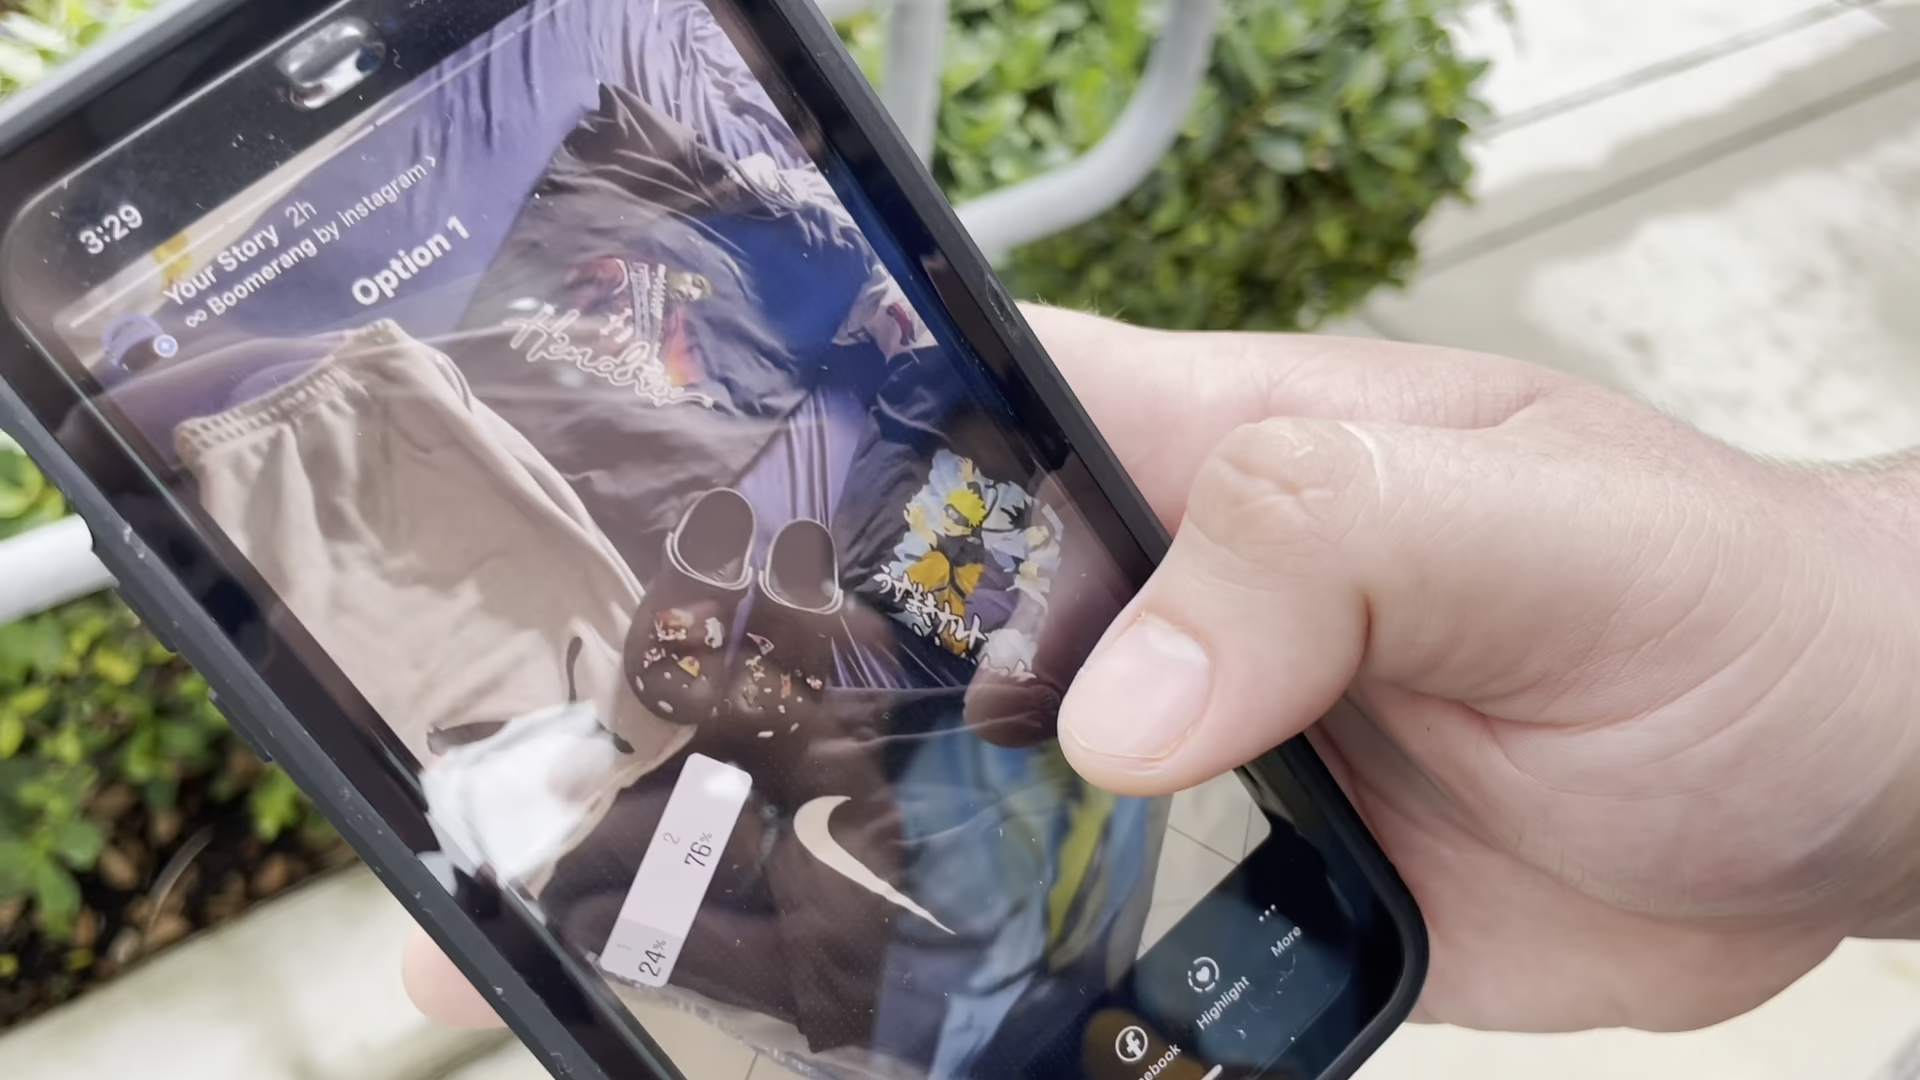 3:29
Your Story 2h
∞ Boomerang by Instagram >
Option 1
Hendrix
うずまきナルト
2
76%
1
24%
More
Highlight